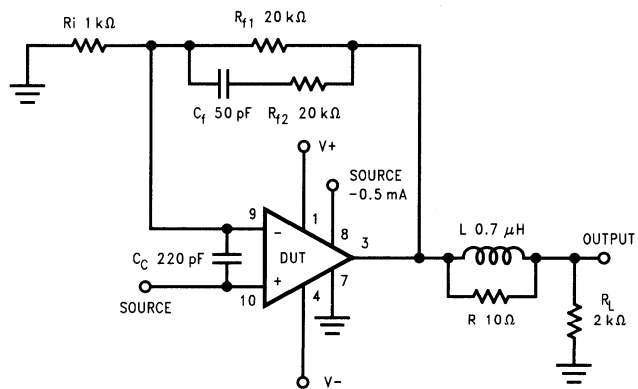 Ri 1 kΩ
Rf1 20 kΩ
Cf 50 pF
Rf2 20 kΩ
V+
SOURCE
-0.5 mA
9
1
8
3
-
DUT
+
10
4
7
CC 220 pF
SOURCE
V-
L 0.7 μH
OUTPUT
R 10Ω
RL
2 kΩ